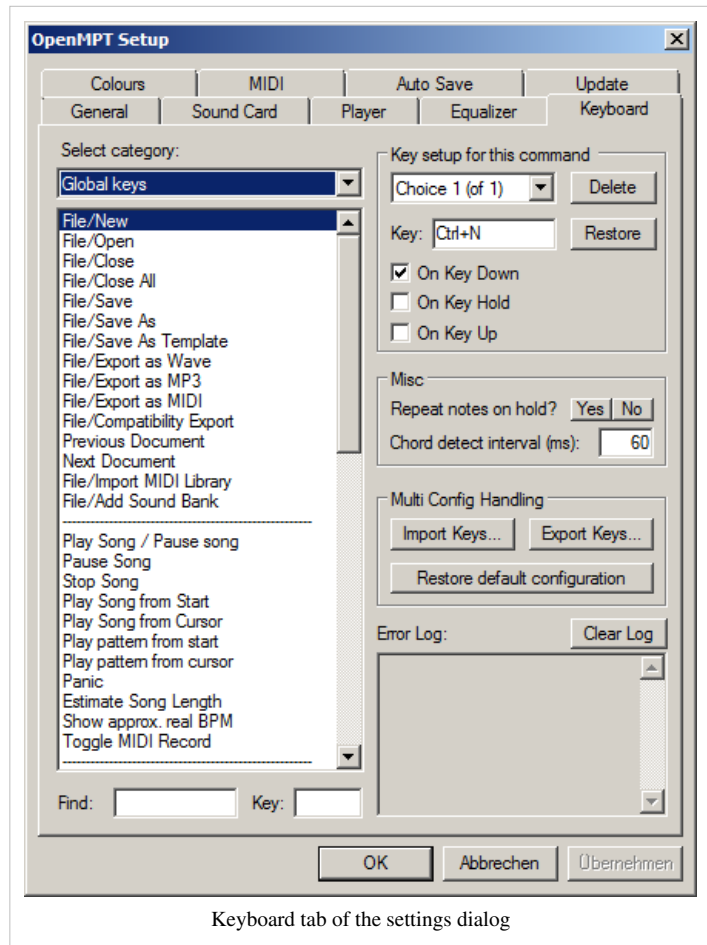 OpenMPT Setup
Colours MIDI Auto Save Update
General Sound Card Player Equalizer Keyboard
Select category:
Global keys
File/New
File/Open
File/Close
File/Close All
File/Save
File/Save As
File/Save As Template
File/Export as Wave
File/Export as MP3
File/Export as MIDI
File/Compatibility Export
Previous Document
Next Document
File/Import MIDI Library
File/Add Sound Bank
------------------------------------------------------
Play Song / Pause song
Pause Song
Stop Song
Play Song from Start
Play Song from Cursor
Play pattern from start
Play pattern from cursor
Panic
Estimate Song Length
Show approx. real BPM
Toggle MIDI Record
------------------------------------------------------
Find:
Key:
Key setup for this command
Choice 1 (of 1) Delete
Key: Ctrl+N Restore
On Key Down
On Key Hold
On Key Up
Misc
Repeat notes on hold? Yes No
Chord detect interval (ms): 60
Multi Config Handling
Import Keys... Export Keys...
Restore default configuration
Error Log: Clear Log
OK Abbrechen Übernehmen
Keyboard tab of the settings dialog